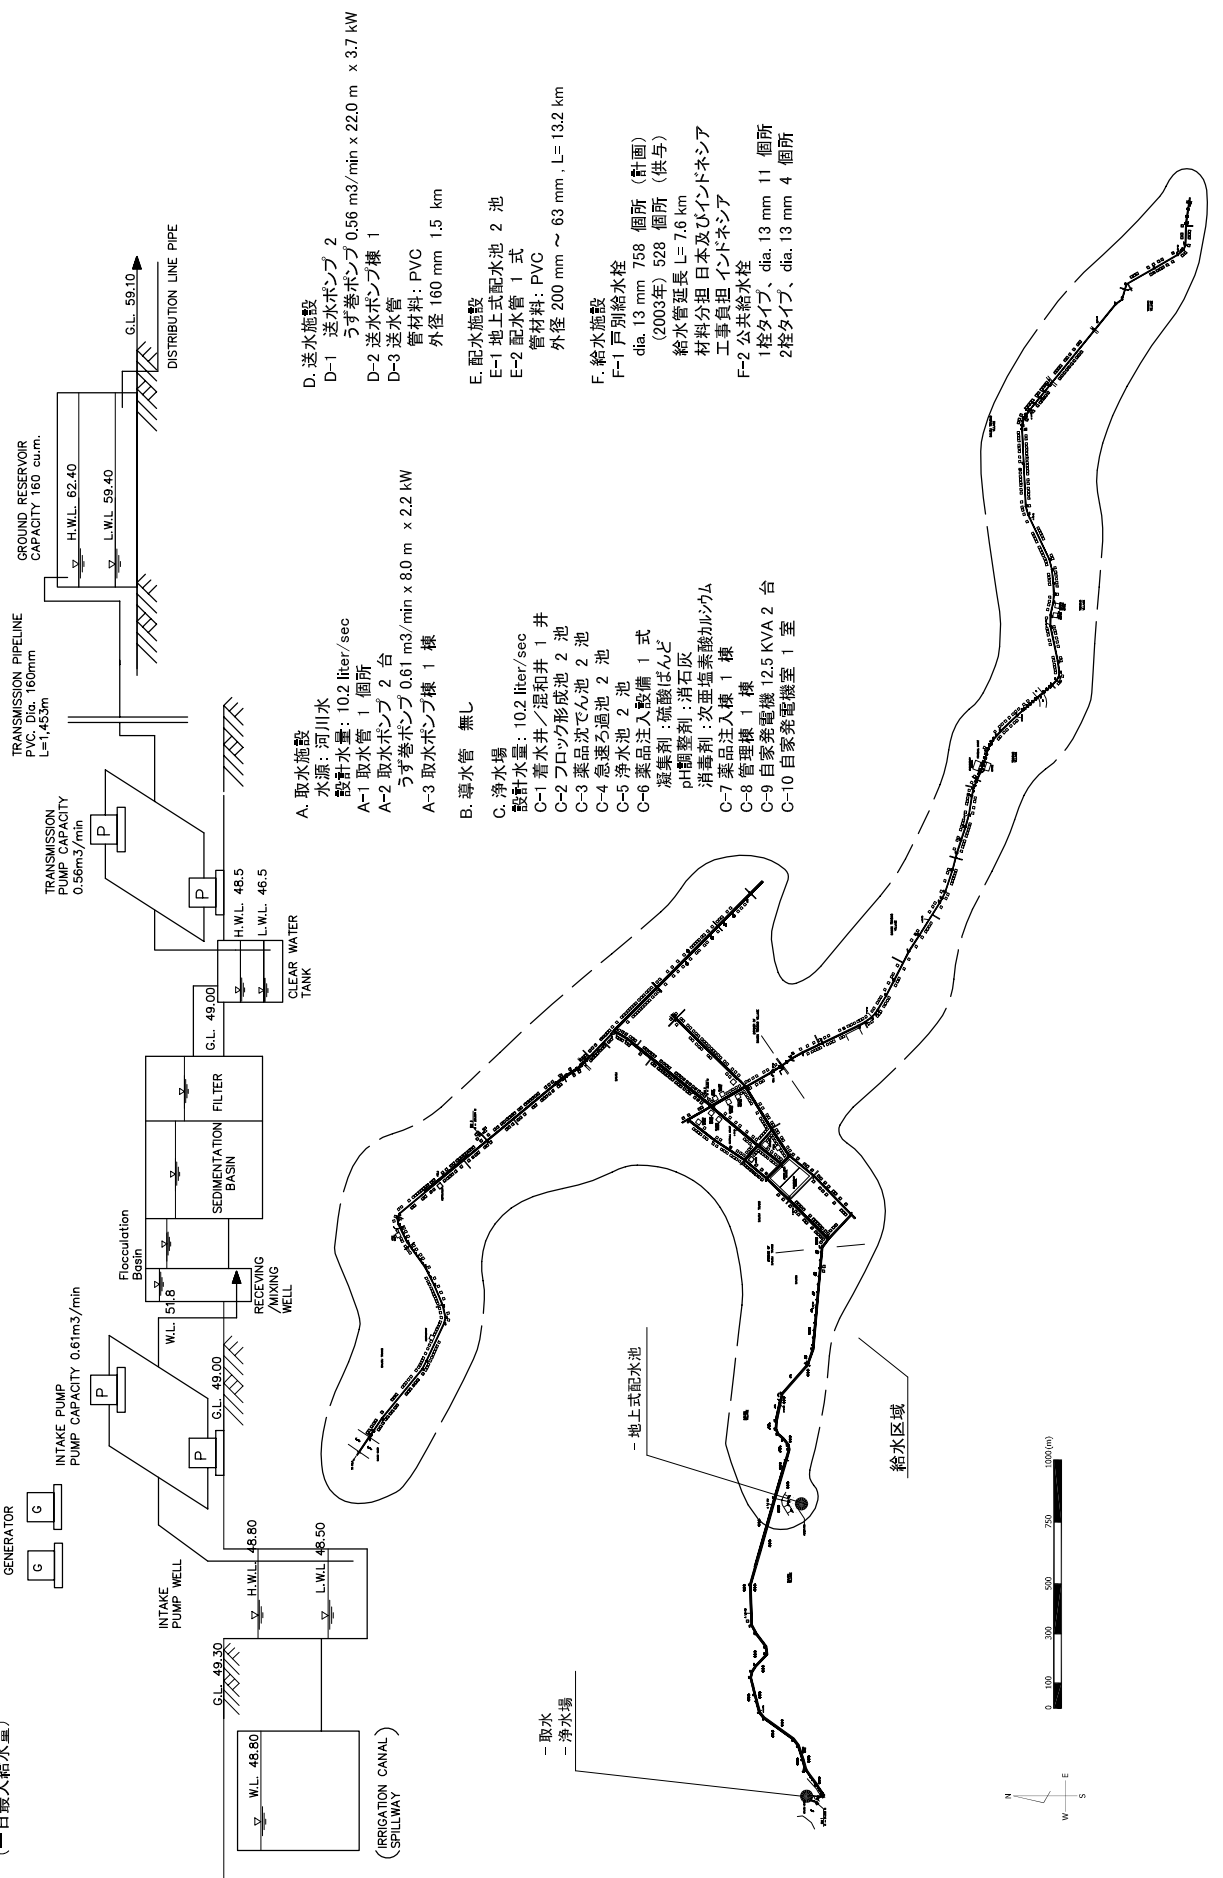 (一日最大給水量)
GENERATOR
G
G
INTAKE PUMP
PUMP CAPACITY 0.61m3/min
P
P
INTAKE
PUMP WELL
G.L. 49.30
H.W.L. 48.80
L.W.L 48.50
W.L. 48.80
(IRRIGATION CANAL)
SPILLWAY
G.L. 49.00
W.L. 51.8
Flocculation
Basin
RECEVING
/MIXING
WELL
SEDIMENTATION
BASIN
FILTER
G.L. 49.00
H.W.L. 48.5
L.W.L. 46.5
CLEAR WATER
TANK
TRANSMISSION
PUMP CAPACITY
0.56m3/min
P
P
TRANSMISSION PIPELINE
PVC. Dia. 160mm
L=1,453m
GROUND RESERVOIR
CAPACITY 160 cu.m.
H.W.L. 62.40
L.W.L 59.40
G.L. 59.10
DISTRIBUTION LINE PIPE
A. 取水施設
水源: 河川水
設計水量: 10.2 liter/sec
A-1 取水管 1 個所
A-2 取水ポンプ 2 台
うず巻ポンプ 0.61 m3/min x 8.0 m x 2.2 kW
A-3 取水ポンプ棟 1 棟
B. 導水管 無し
C. 浄水場
設計水量: 10.2 liter/sec
C-1 着水井/混和井 1 井
C-2 フロック形成池 2 池
C-3 薬品沈でん池 2 池
C-4 急速ろ過池 2 池
C-5 浄水池 2 池
C-6 薬品注入設備 1 式
凝集剤 : 硫酸ばんど
pH調整剤 : 消石灰
消毒剤 : 次亜塩素酸カルシウム
C-7 薬品注入棟 1 棟
C-8 管理棟 1 棟
C-9 自家発電機 12.5 KVA 2 台
C-10 自家発電機室 1 室
D. 送水施設
D-1 送水ポンプ 2
うず巻ポンプ 0.56 m3/min x 22.0 m x 3.7 kW
D-2 送水ポンプ棟 1
D-3 送水管
管材料: PVC
外径 160 mm 1.5 km
E. 配水施設
E-1 地上式配水池 2 池
E-2 配水管 1 式
管材料: PVC
外径 200 mm ～ 63 mm , L= 13.2 km
F. 給水施設
F-1 戸別給水栓
dia. 13 mm 758 個所 (計画)
(2003年) 528 個所 (供与)
給水管延長 L= 7.6 km
材料分担 日本及びインドネシア
工事負担 インドネシア
F-2 公共給水栓
1栓タイプ、dia. 13 mm 11 個所
2栓タイプ、dia. 13 mm 4 個所
- 取水
- 浄水場
- 地上式配水池
給水区域
0 100 300 500 750 1000(m)
N
W E
S